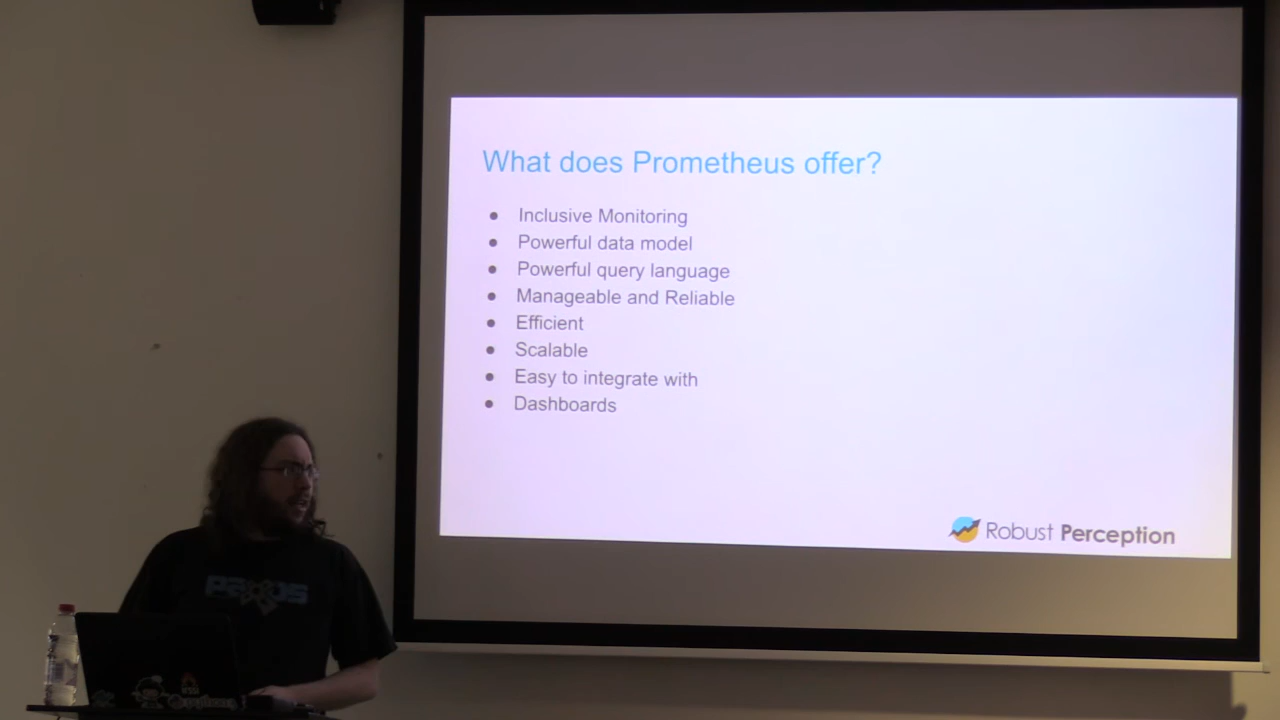 What does Prometheus offer?
● Inclusive Monitoring
● Powerful data model
● Powerful query language
● Manageable and Reliable
● Efficient
● Scalable
● Easy to integrate with
● Dashboards
Robust Perception